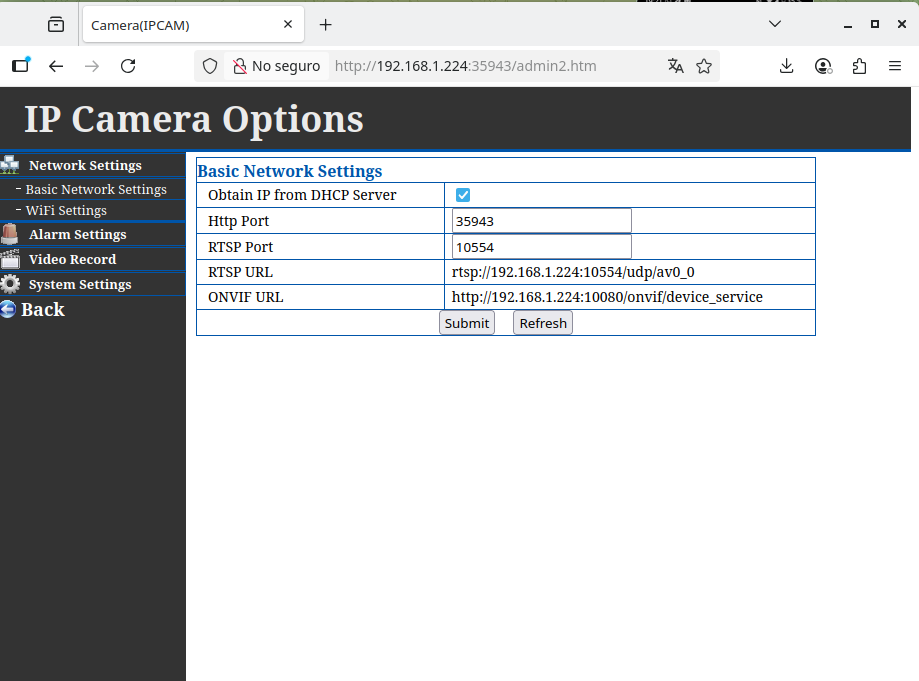 Camera(IPCAM)
No seguro
http://192.168.1.224:35943/admin2.htm
IP Camera Options
Network Settings
- Basic Network Settings
- WiFi Settings
Alarm Settings
Video Record
System Settings
Back
Basic Network Settings
Obtain IP from DHCP Server
Http Port 35943
RTSP Port 10554
RTSP URL rtsp://192.168.1.224:10554/udp/av0_0
ONVIF URL http://192.168.1.224:10080/onvif/device_service
Submit Refresh